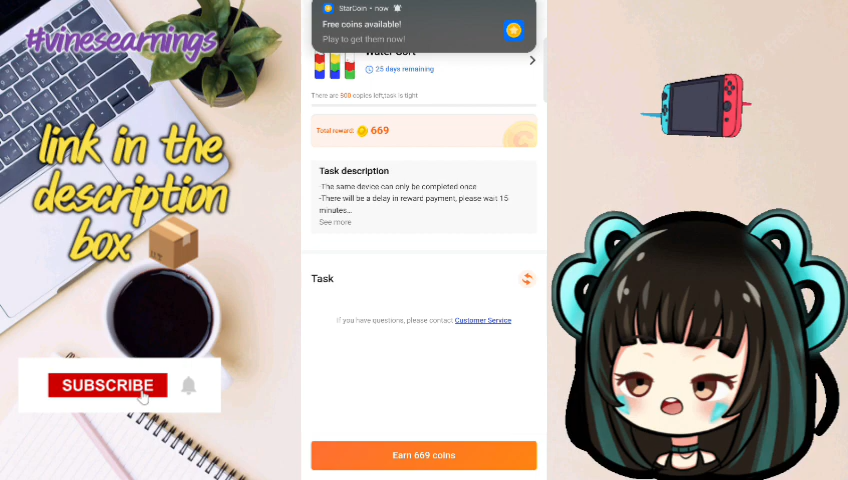 #vinesearnings
link in the
description
box
SUBSCRIBE
StarCoin • now
Free coins available!
Play to get them now!
Water Sort
25 days remaining
There are 800 copies left,task is tight
Total reward: 669
Task description
-The same device can only be completed once
-There will be a delay in reward payment, please wait 15
minutes...
See more
Task
If you have questions, please contact Customer Service
Earn 669 coins